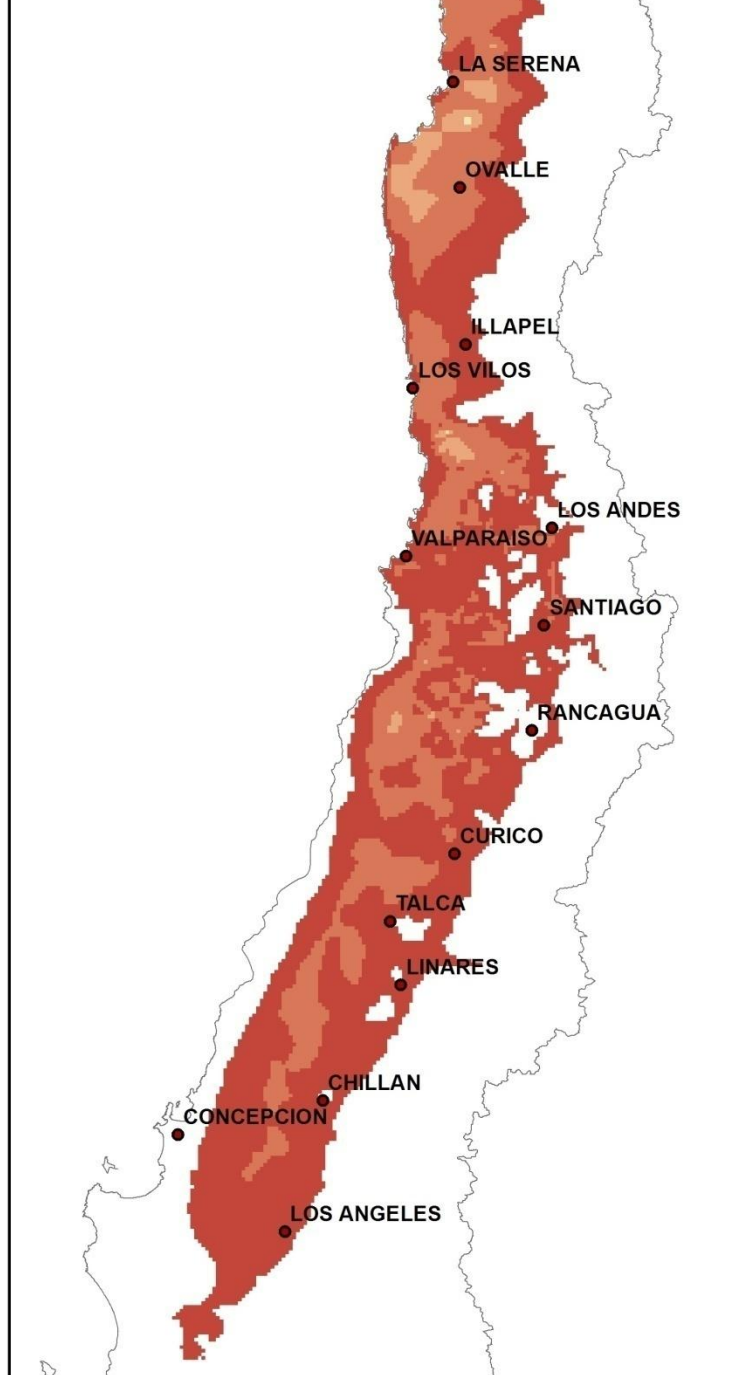 LA SERENA
OVALLE
ILLAPEL
LOS VILOS
LOS ANDES
VALPARAISO
SANTIAGO
RANCAGUA
CURICO
TALCA
LINARES
CHILLAN
CONCEPCION
LOS ANGELES